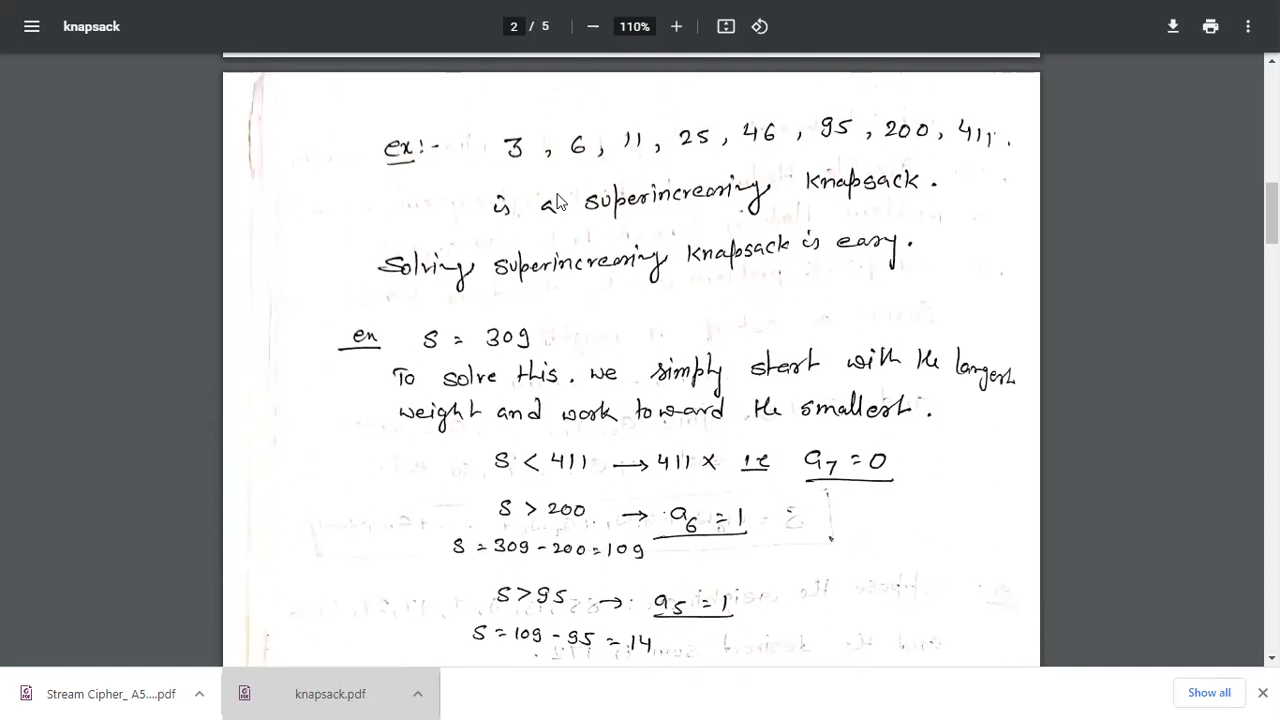 knapsack
2 / 5
110%
ex:- 3, 6, 11, 25, 46, 95, 200, 411.
is a superincreasing knapsack.
Solving superincreasing knapsack is easy.
ex S = 309
To solve this. we simply start with the largest
weight and work toward the smallest.
S < 411 → 411 × ie a7 = 0
S > 200 → a6 = 1
S = 309 - 200 = 109
S > 95 → a5 = 1
S = 109 - 95 = 14
Stream Cipher_ A5....pdf
knapsack.pdf
Show all